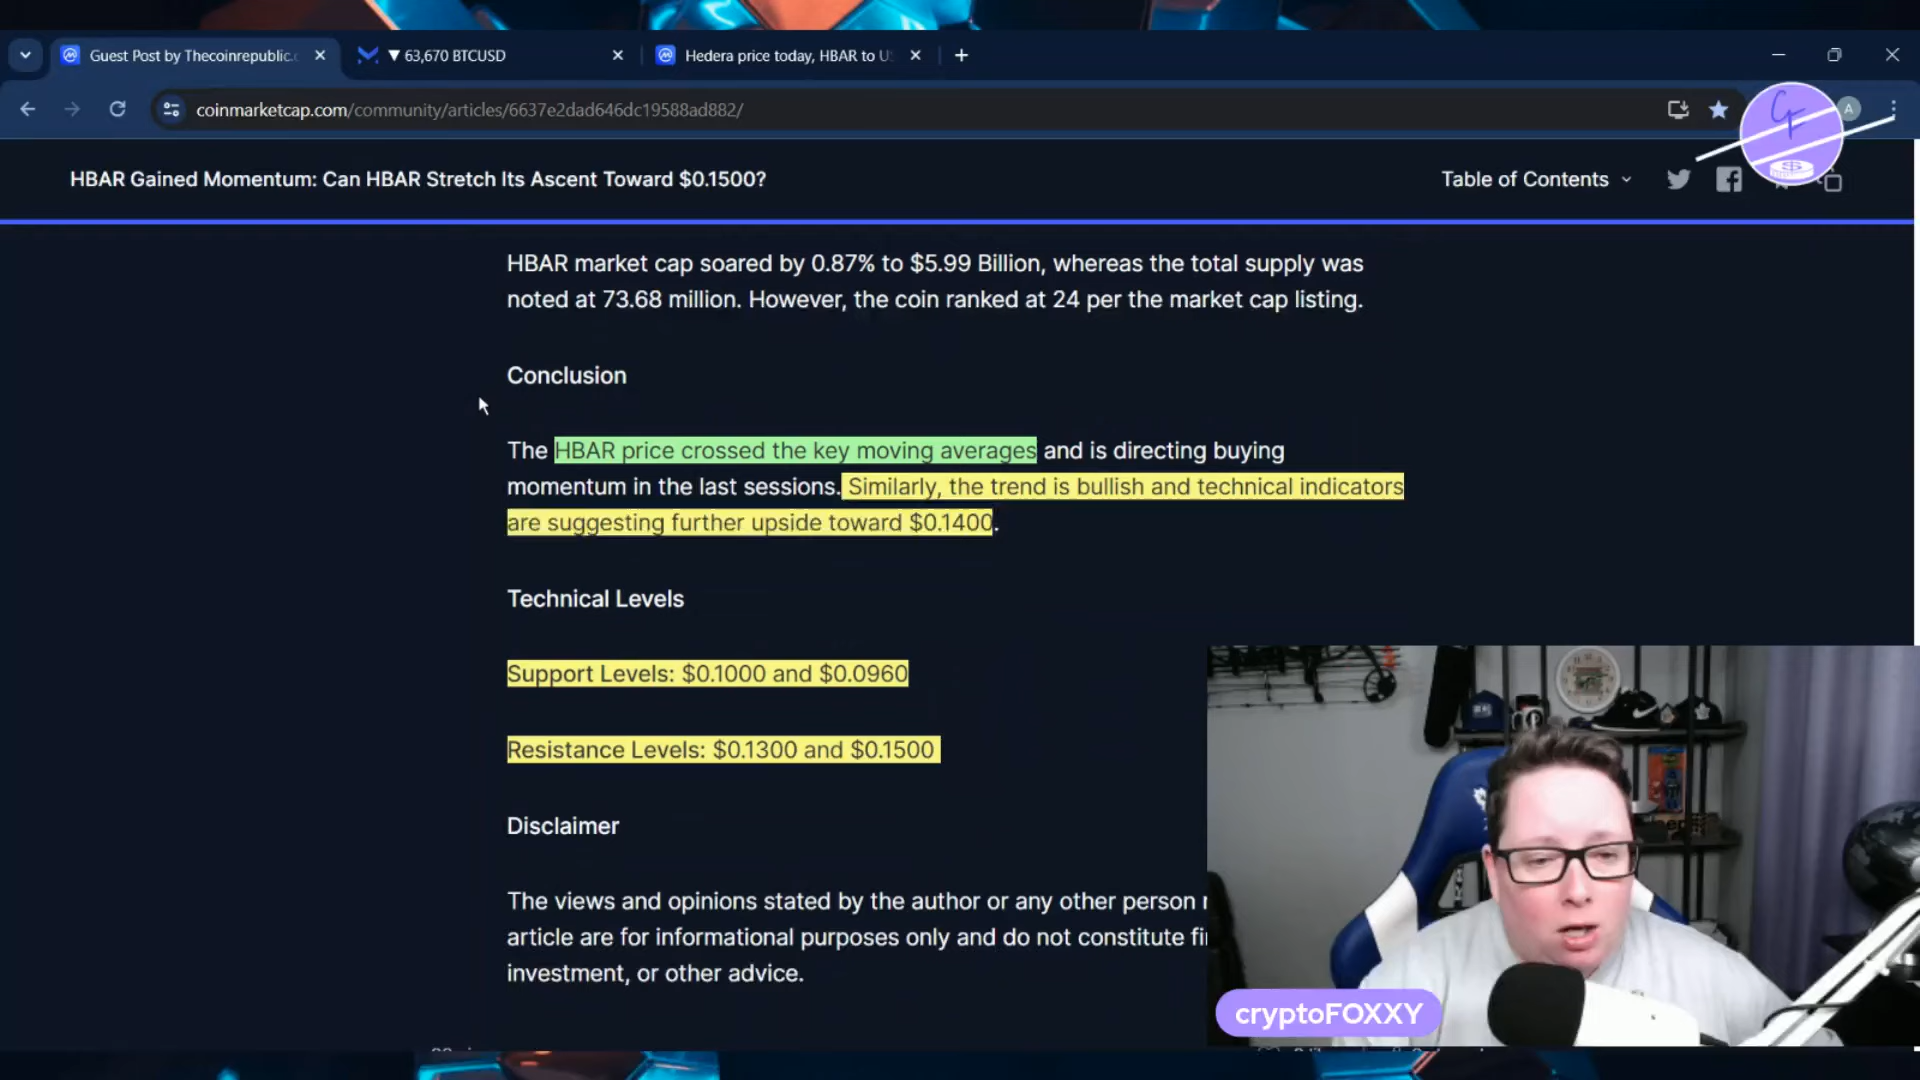 Guest Post by Thecoinrepublic.c
▼ 63,670 BTCUSD
Hedera price today, HBAR to U
coinmarketcap.com/community/articles/6637e2dad646dc19588ad882/
A
HBAR Gained Momentum: Can HBAR Stretch Its Ascent Toward $0.1500?
Table of Contents
HBAR market cap soared by 0.87% to $5.99 Billion, whereas the total supply was
noted at 73.68 million. However, the coin ranked at 24 per the market cap listing.
Conclusion
The HBAR price crossed the key moving averages and is directing buying
momentum in the last sessions. Similarly, the trend is bullish and technical indicators
are suggesting further upside toward $0.1400.
Technical Levels
Support Levels: $0.1000 and $0.0960
Resistance Levels: $0.1300 and $0.1500
Disclaimer
The views and opinions stated by the author or any other person
article are for informational purposes only and do not constitute
investment, or other advice.
cryptoFOXXY